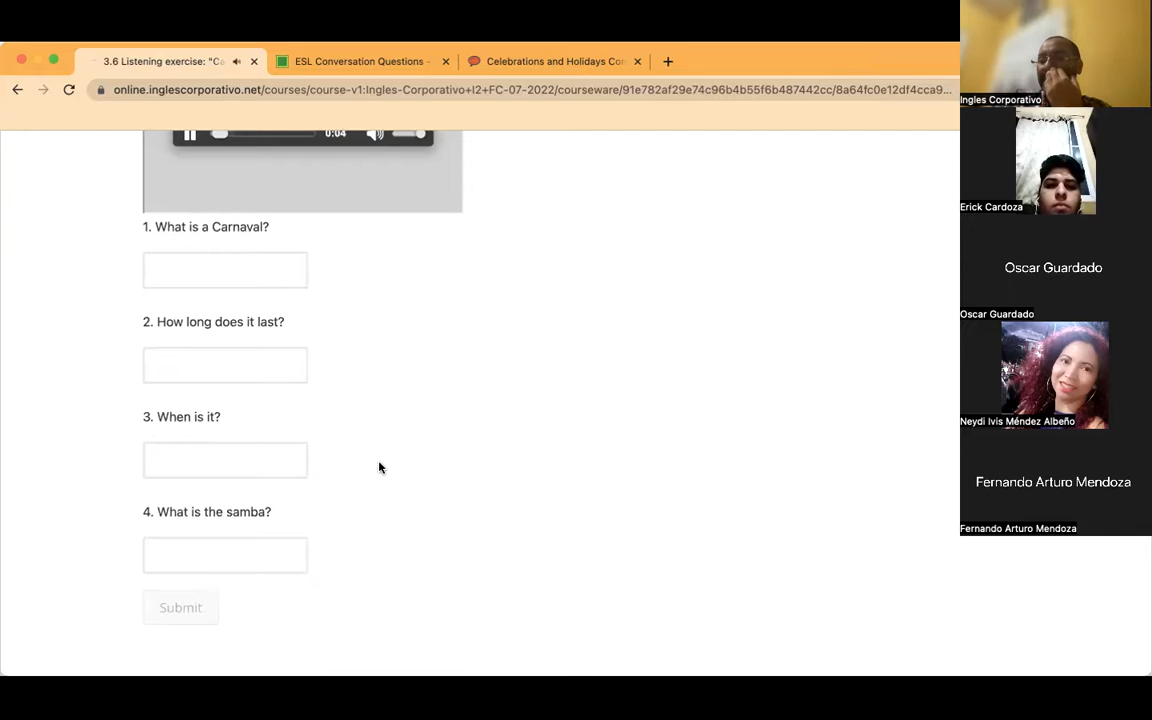 3.6 Listening exercise: "Ca
ESL Conversation Questions -
Celebrations and Holidays Con
online.inglescorporativo.net/courses/course-v1:Ingles-Corporativo+I2+FC-07-2022/courseware/91e782af29e74c96b4b55f6b487442cc/8a64fc0e12df4cca9...
0:04
1. What is a Carnaval?
2. How long does it last?
3. When is it?
4. What is the samba?
Submit
Ingles Corporativo
Erick Cardoza
Oscar Guardado
Oscar Guardado
Neydi Ivis Méndez Albeño
Fernando Arturo Mendoza
Fernando Arturo Mendoza